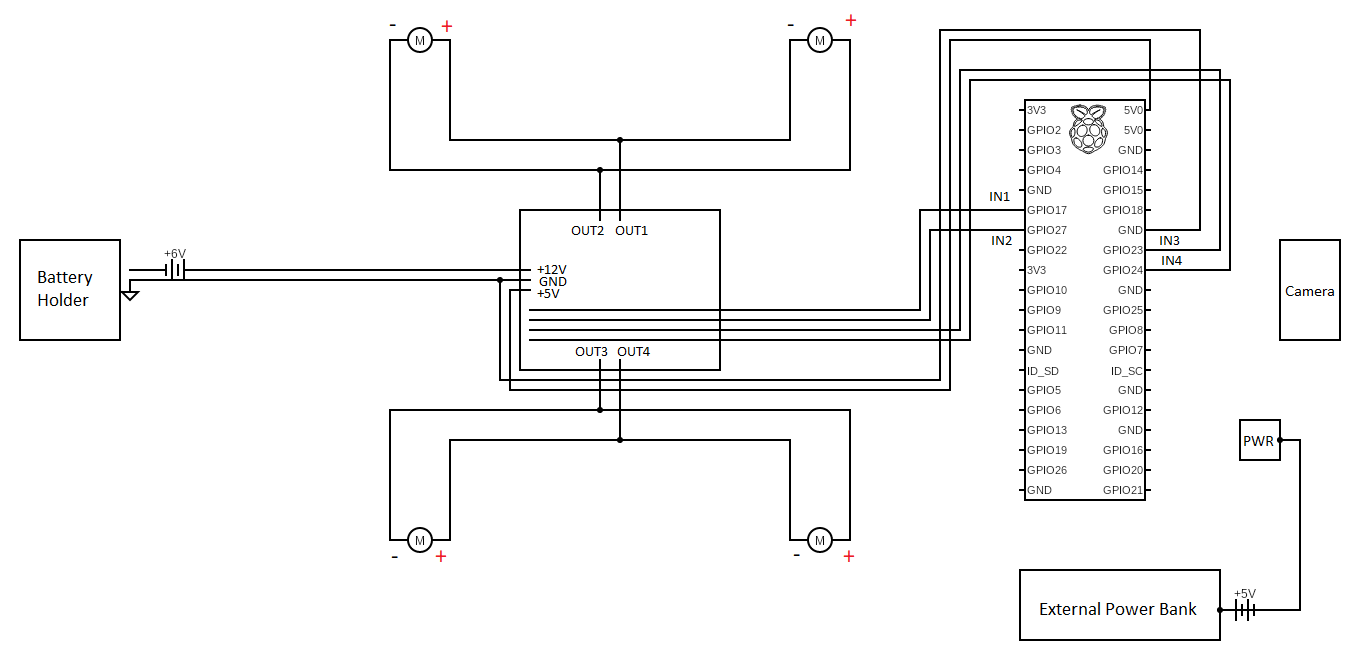 - + - +
M M
3V3 5V0
GPIO2 5V0
GPIO3 GND
GPIO4 GPIO14
GND GPIO15
IN1
GPIO17 GPIO18
OUT2 OUT1
GPIO27 GND
IN2 IN3
GPIO22 GPIO23
+6V
IN4
+12V
3V3 GPIO24
Battery
Holder
GND
+5V
GPIO10 GND
Camera
GPIO9 GPIO25
GPIO11 GPIO8
OUT3 OUT4
GND GPIO7
ID_SD ID_SC
GPIO5 GND
GPIO6 GPIO12
GPIO13 GND
PWR
GPIO19 GPIO16
GPIO26 GPIO20
GND GPIO21
M M
- + - +
+5V
External Power Bank